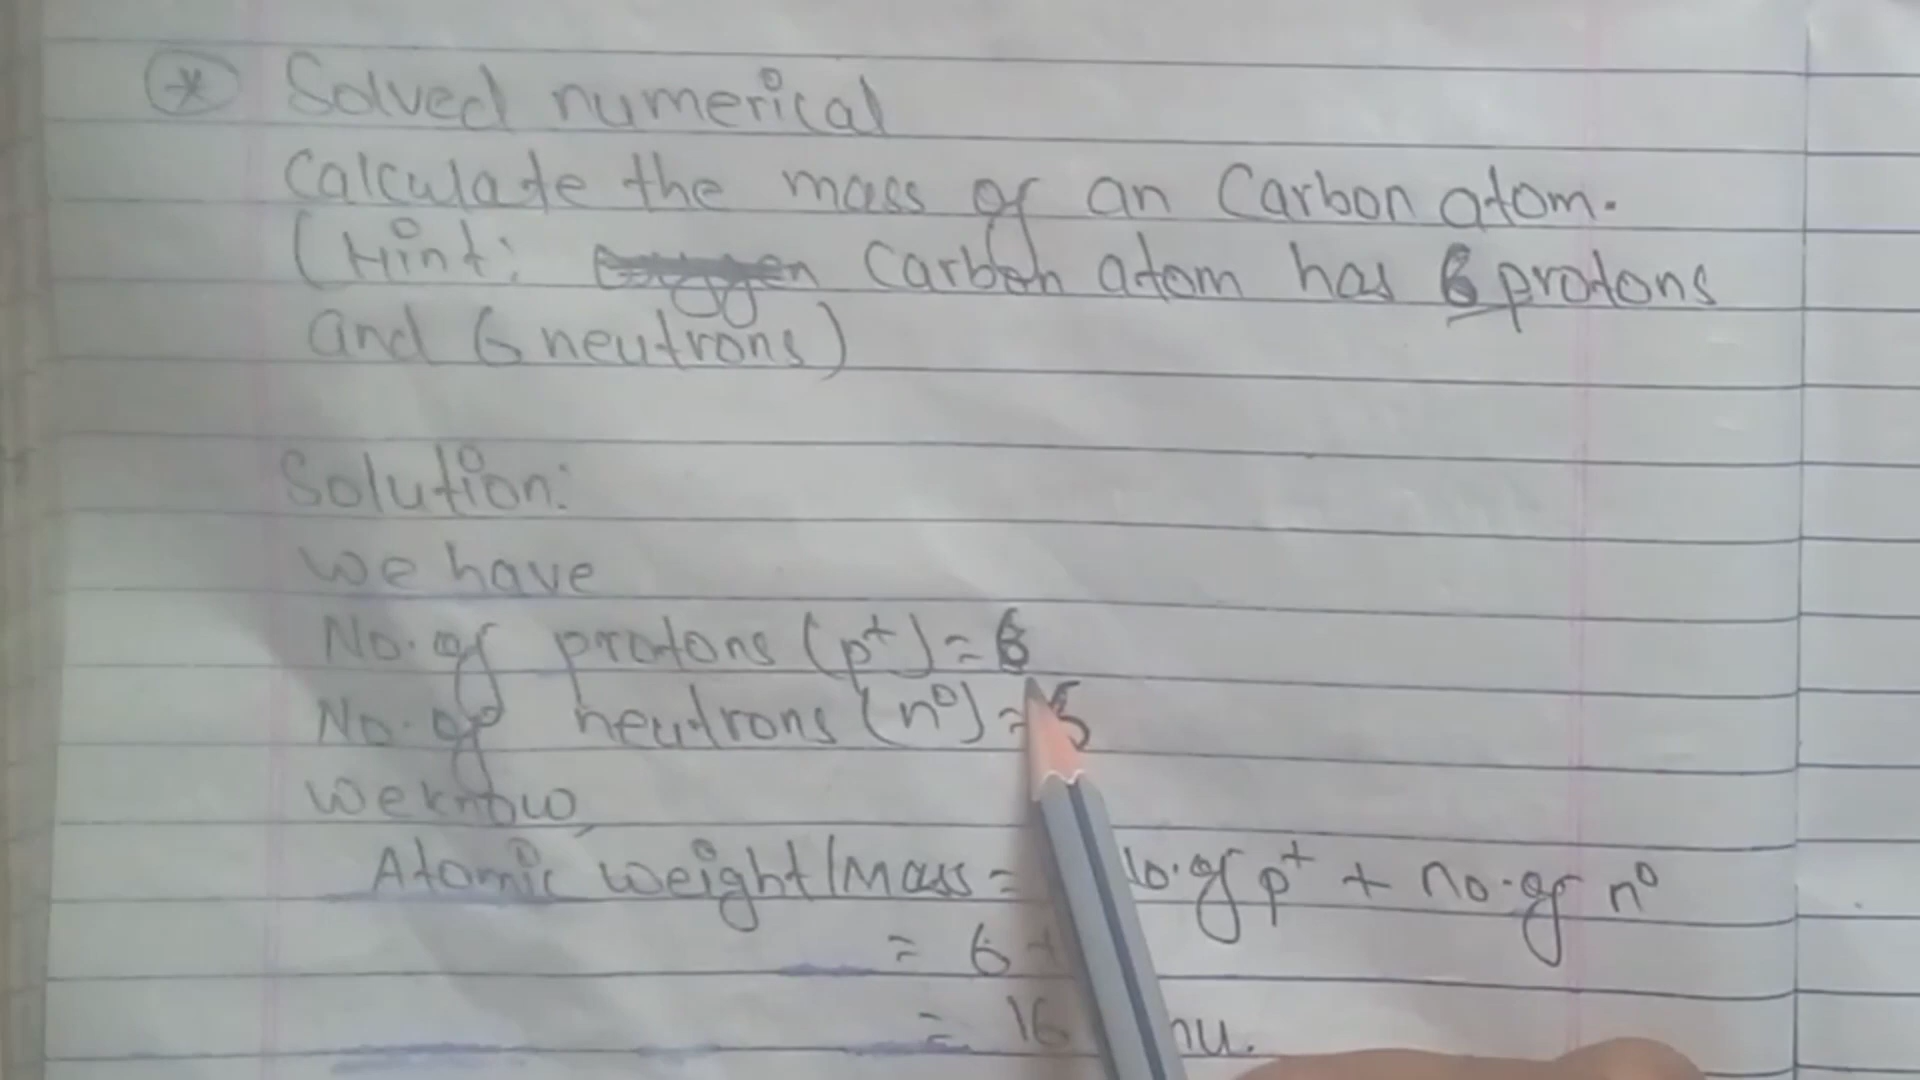 * Solved numerical
Calculate the mass of an Carbon atom.
(Hint: Carbon atom has 6 protons
and 6 neutrons)
Solution:
we have
No. of protons (p+) = 6
No. of neutrons (n0) = 6
we know,
Atomic weight/Mass = No. of p+ + no. of n0
= 6 +
= 16 amu.